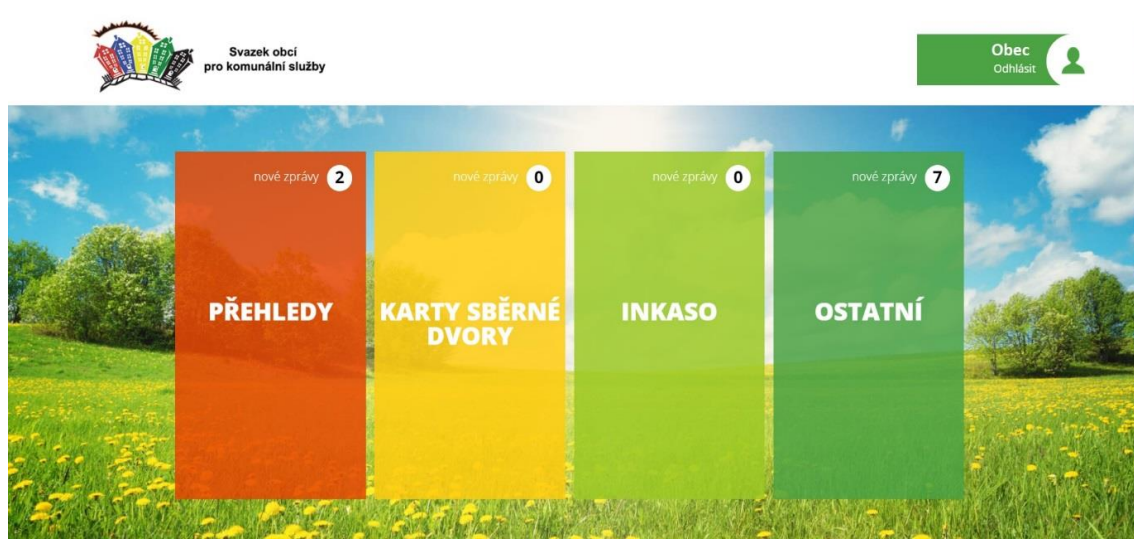 Svazek obcí
pro komunální služby
Obec
Odhlásit
nové zprávy 2
nové zprávy 0
nové zprávy 0
nové zprávy 7
PŘEHLEDY
KARTY SBĚRNÉ
DVORY
INKASO
OSTATNÍ